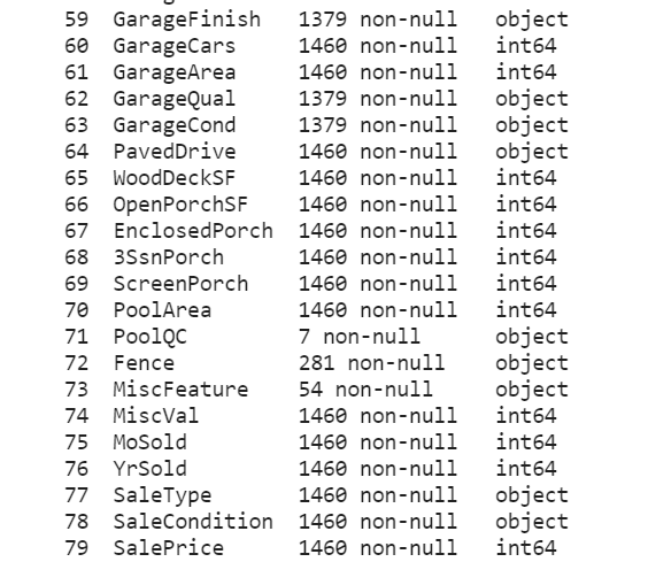 59 GarageFinish 1379 non-null object
60 GarageCars 1460 non-null int64
61 GarageArea 1460 non-null int64
62 GarageQual 1379 non-null object
63 GarageCond 1379 non-null object
64 PavedDrive 1460 non-null object
65 WoodDeckSF 1460 non-null int64
66 OpenPorchSF 1460 non-null int64
67 EnclosedPorch 1460 non-null int64
68 3SsnPorch 1460 non-null int64
69 ScreenPorch 1460 non-null int64
70 PoolArea 1460 non-null int64
71 PoolQC 7 non-null object
72 Fence 281 non-null object
73 MiscFeature 54 non-null object
74 MiscVal 1460 non-null int64
75 MoSold 1460 non-null int64
76 YrSold 1460 non-null int64
77 SaleType 1460 non-null object
78 SaleCondition 1460 non-null object
79 SalePrice 1460 non-null int64